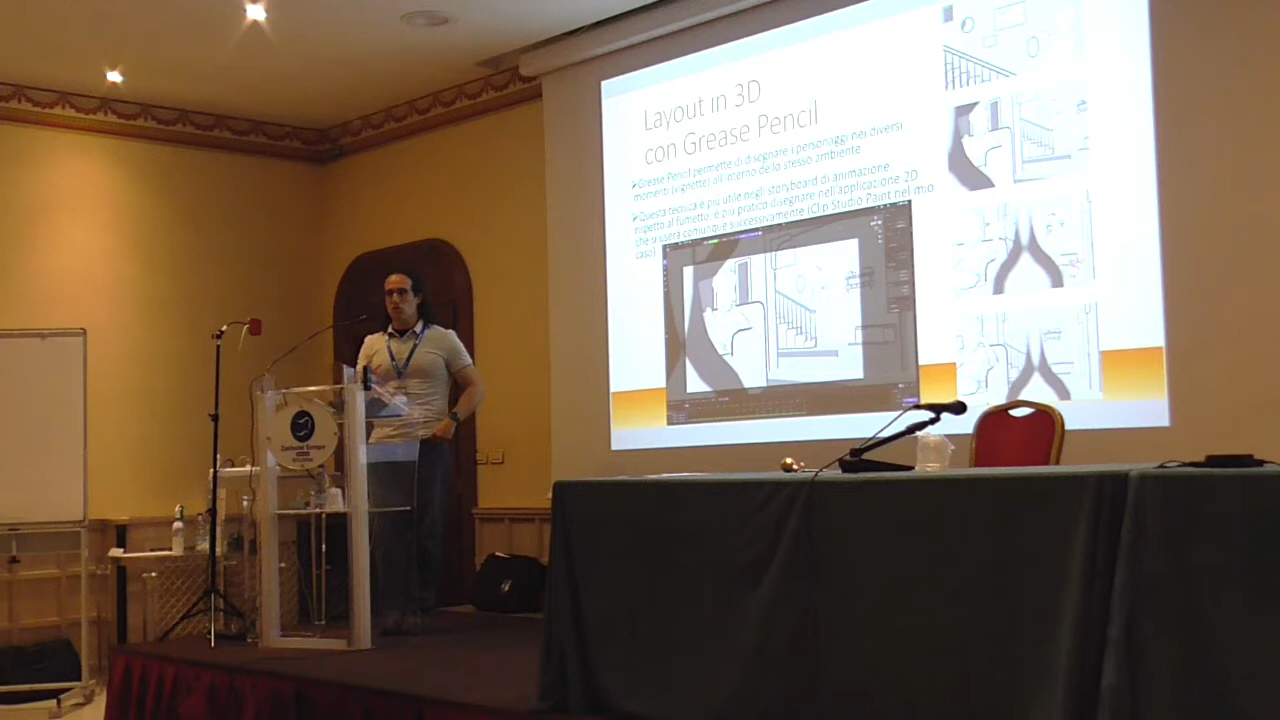 Layout in 3D
con Grease Pencil
Grease Pencil permette di disegnare i personaggi nei diversi
momenti (vignette) all'interno dello stesso ambiente
Questa tecnica è più utile negli storyboard di animazione
rispetto al fumetto, è più pratico disegnare nell'applicazione 2D
che si userà comunque successivamente (Clip Studio Paint nel mio
caso)